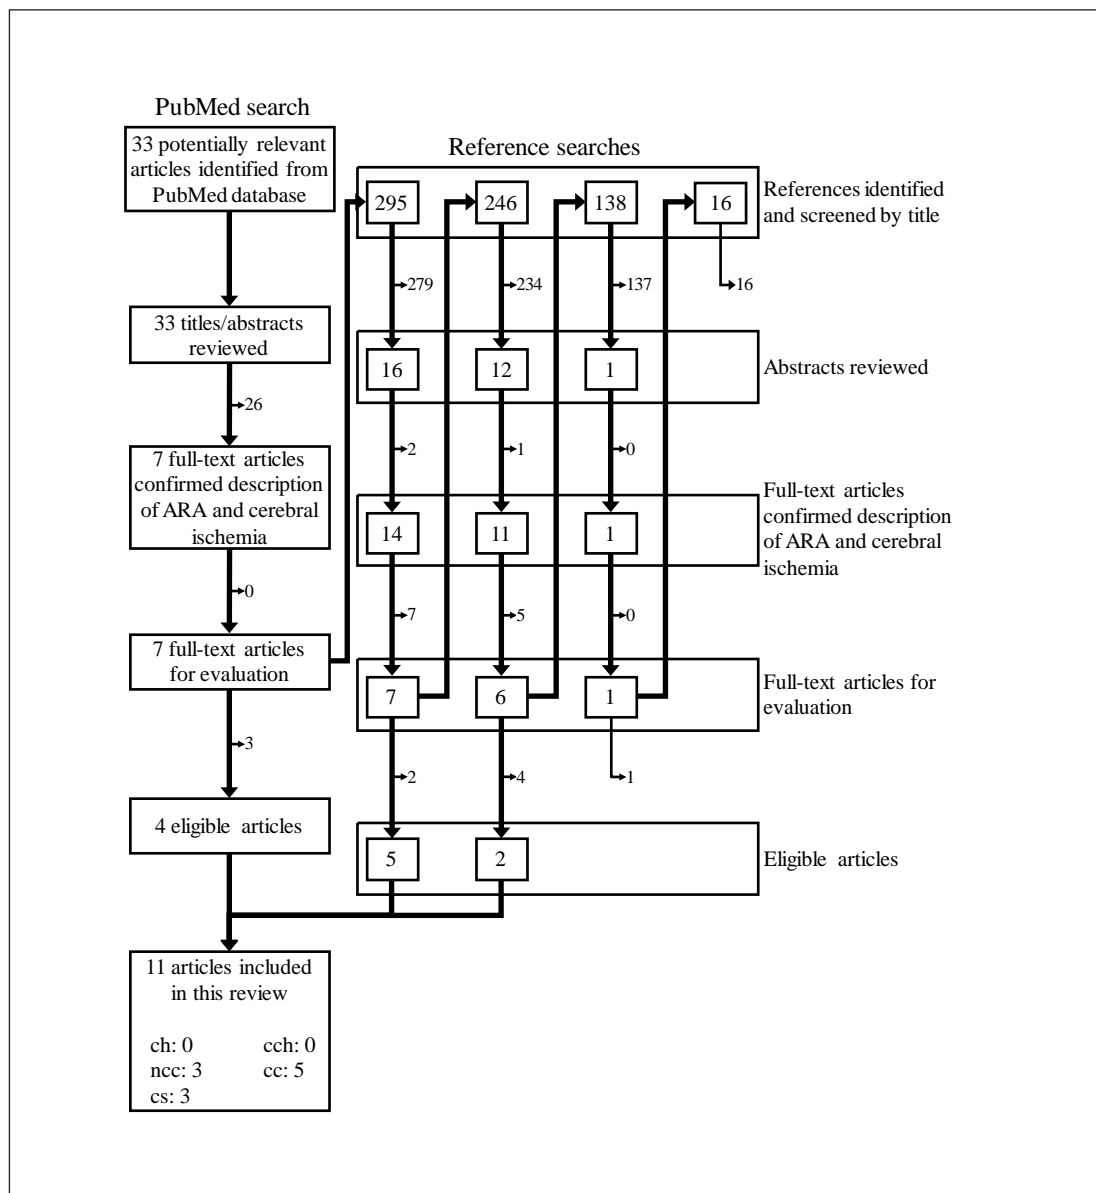 PubMed search
33 potentially relevant
articles identified from
PubMed database
33 titles/abstracts
reviewed
26
7 full-text articles
confirmed description
of ARA and cerebral
ischemia
0
7 full-text articles
for evaluation
3
4 eligible articles
11 articles included
in this review
ch: 0 cch: 0
ncc: 3 cc: 5
cs: 3
Reference searches
295 246 138 16
References identified
and screened by title
279 234 137 16
16 12 1
Abstracts reviewed
2 1 0
14 11 1
Full-text articles
confirmed description
of ARA and cerebral
ischemia
7 5 0
7 6 1
Full-text articles for
evaluation
2 4 1
5 2
Eligible articles